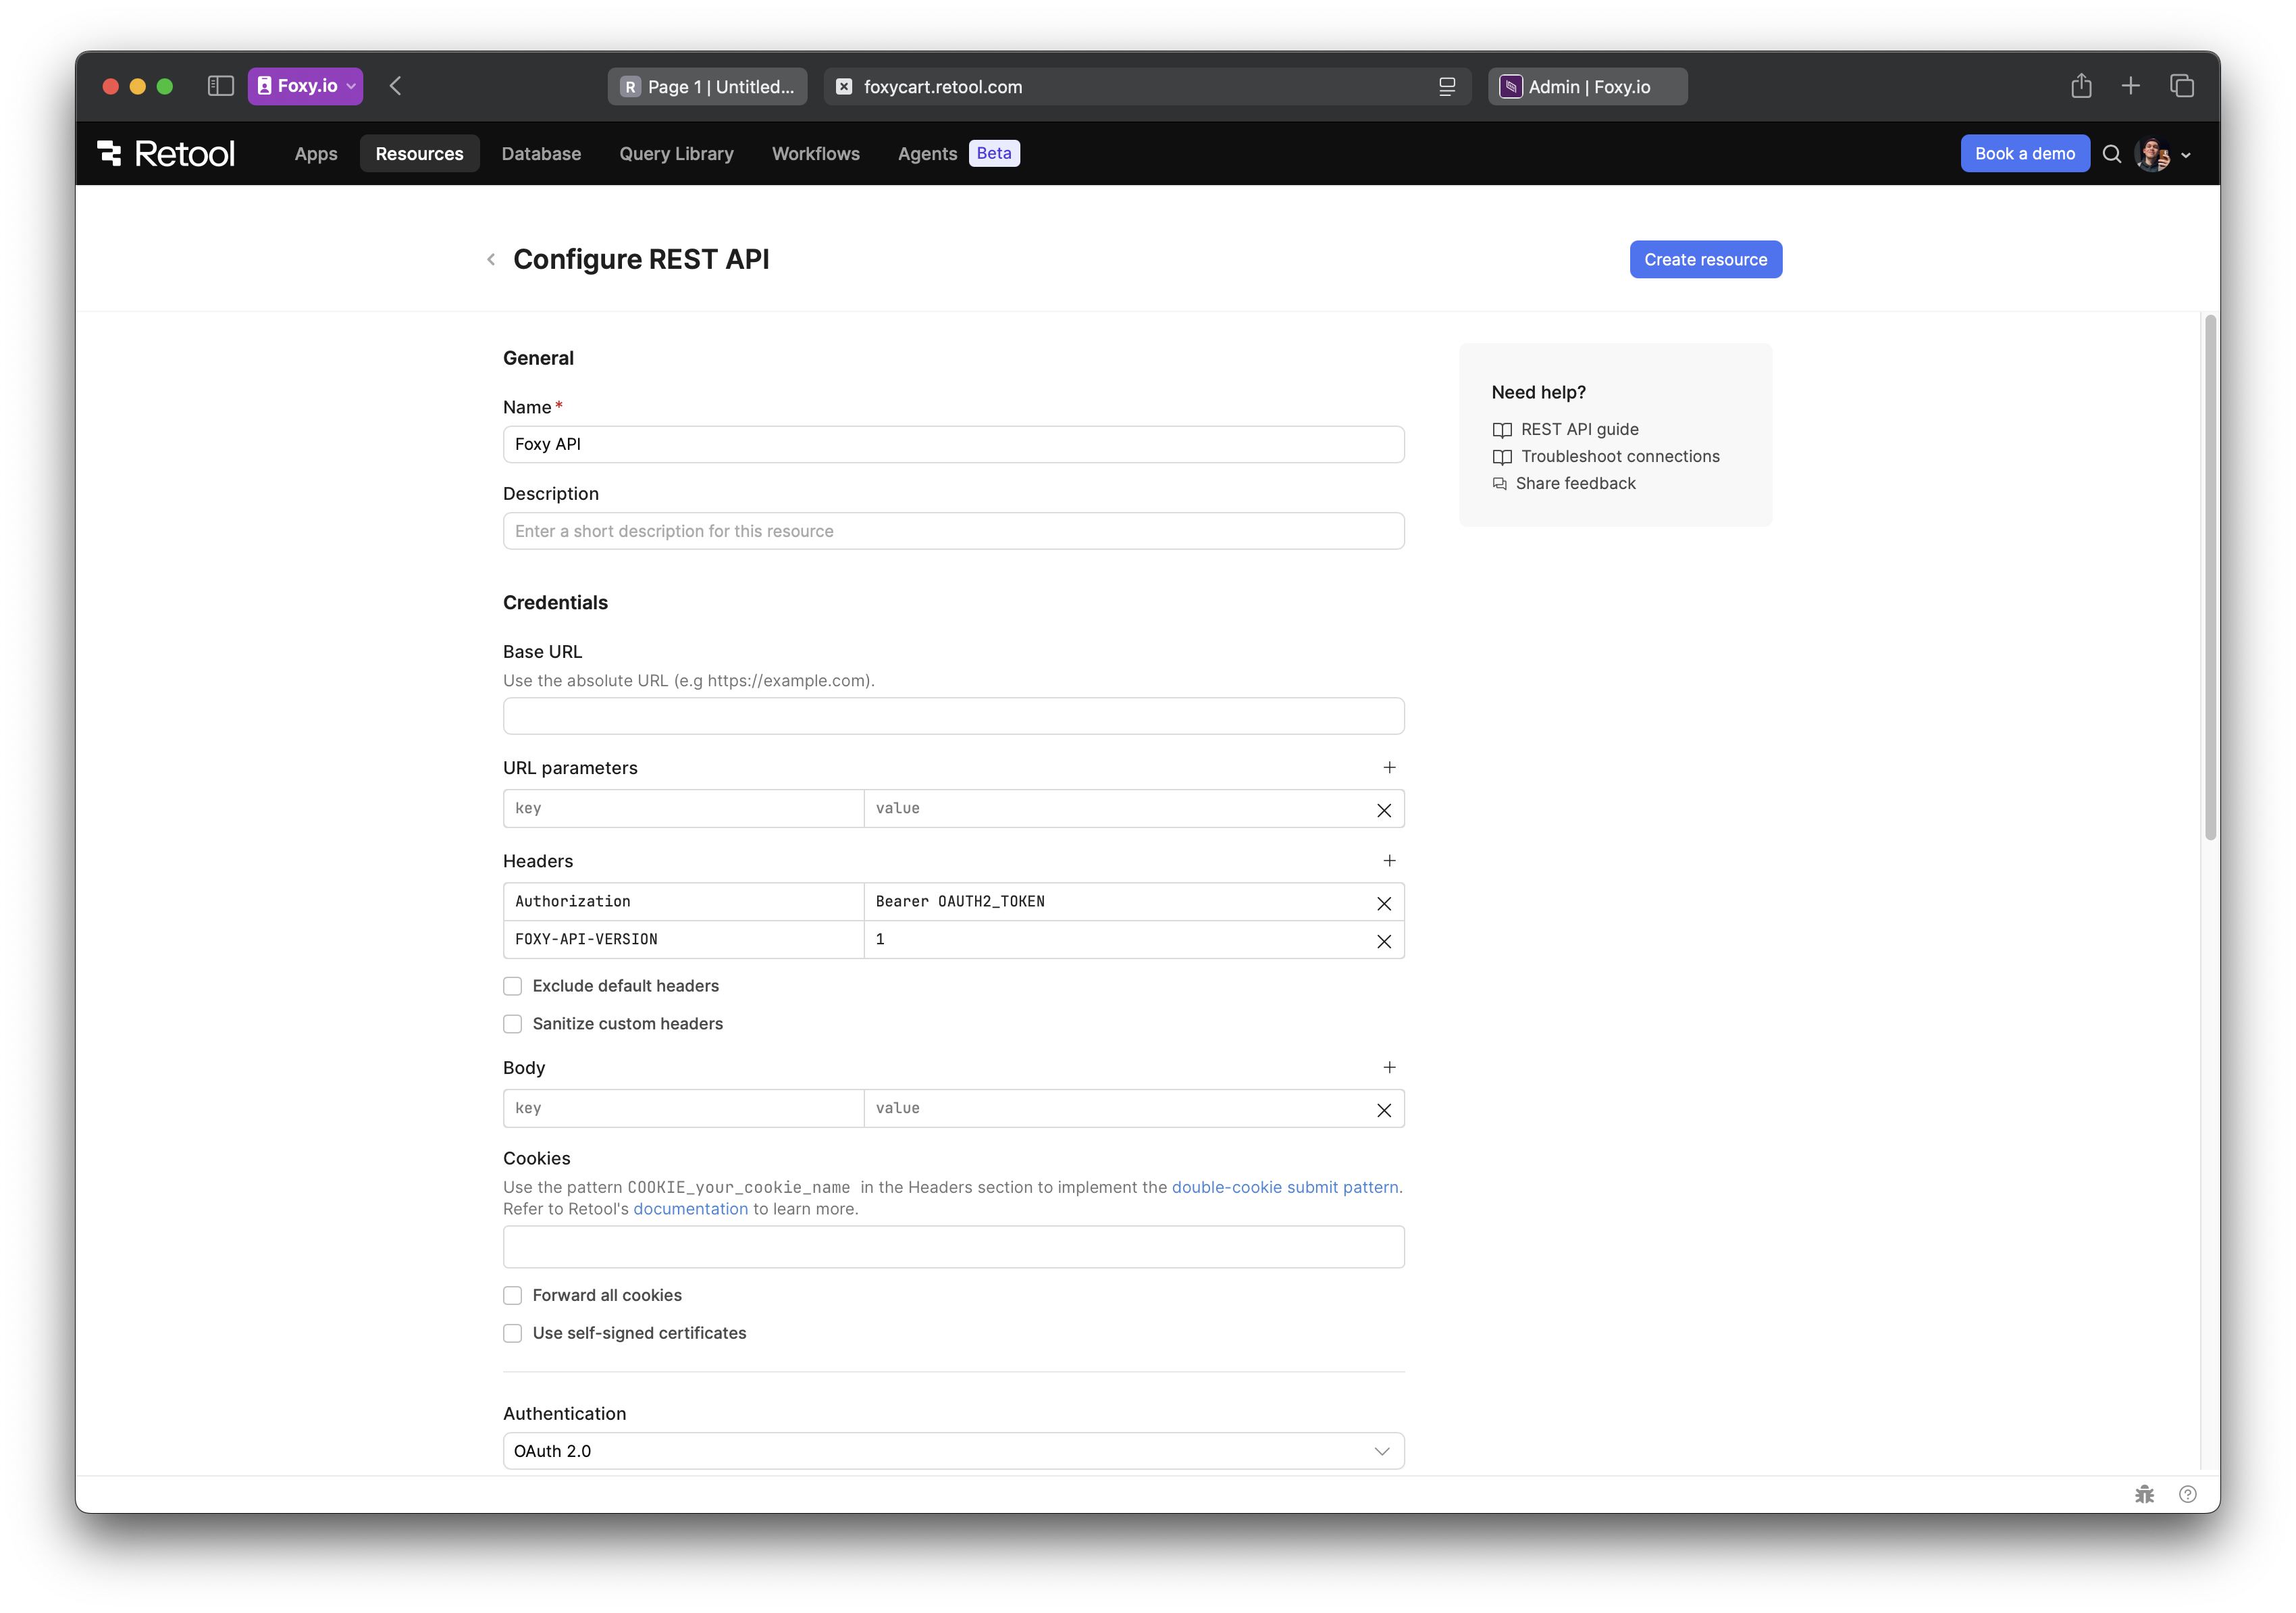 Foxy.io
R Page 1 | Untitled...
foxycart.retool.com
Admin | Foxy.io
Retool
Apps
Resources
Database
Query Library
Workflows
Agents
Beta
Book a demo
Configure REST API
Create resource
General
Name*
Foxy API
Description
Enter a short description for this resource
Need help?
REST API guide
Troubleshoot connections
Share feedback
Credentials
Base URL
Use the absolute URL (e.g https://example.com).
URL parameters
key value
Headers
Authorization Bearer OAUTH2_TOKEN
FOXY-API-VERSION 1
Exclude default headers
Sanitize custom headers
Body
key value
Cookies
Use the pattern COOKIE_your_cookie_name in the Headers section to implement the double-cookie submit pattern.
Refer to Retool's documentation to learn more.
Forward all cookies
Use self-signed certificates
Authentication
OAuth 2.0